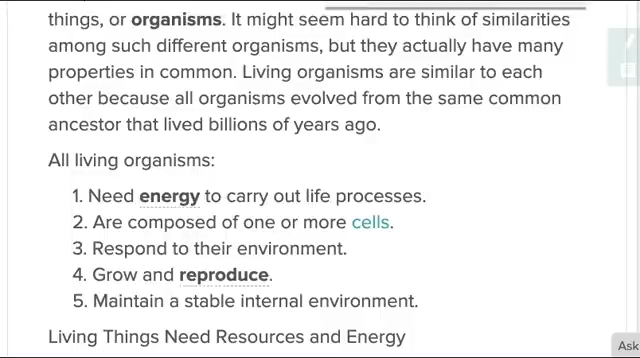 things, or organisms. It might seem hard to think of similarities
among such different organisms, but they actually have many
properties in common. Living organisms are similar to each
other because all organisms evolved from the same common
ancestor that lived billions of years ago.
All living organisms:
1. Need energy to carry out life processes.
2. Are composed of one or more cells.
3. Respond to their environment.
4. Grow and reproduce.
5. Maintain a stable internal environment.
Living Things Need Resources and Energy
Ask